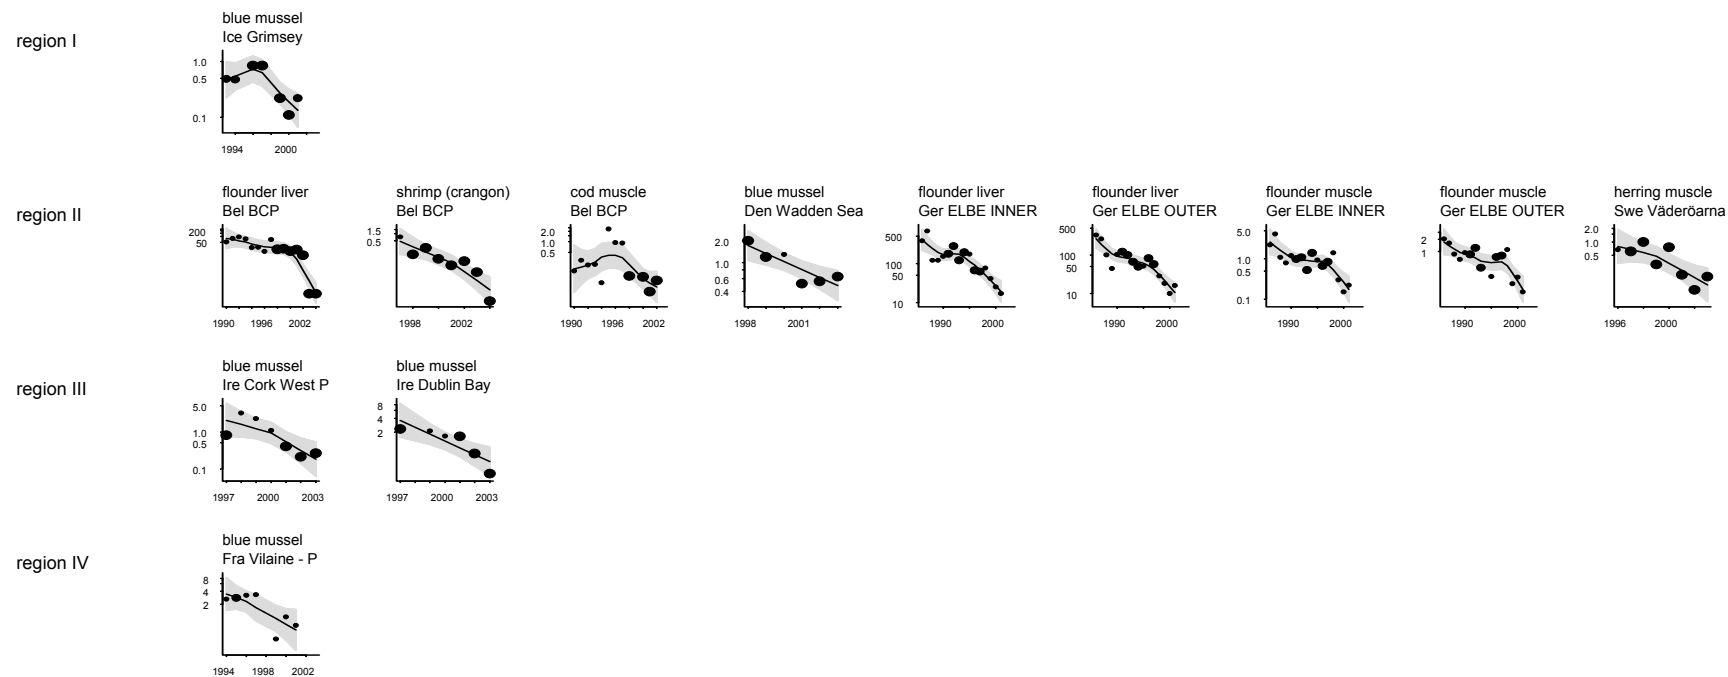 region I
blue mussel
Ice Grimsey
1.0
0.5
0.1
1994 2000
region II
flounder liver
Bel BCP
200
50
1990 1996 2002
shrimp (crangon)
Bel BCP
1.5
0.5
1998 2002
cod muscle
Bel BCP
2.0
1.0
0.5
1990 1996 2002
blue mussel
Den Wadden Sea
2.0
1.0
0.6
0.4
1998 2001
flounder liver
Ger ELBE INNER
500
100
50
10
1990 2000
flounder liver
Ger ELBE OUTER
500
100
50
10
1990 2000
flounder muscle
Ger ELBE INNER
5.0
1.0
0.5
0.1
1990 2000
flounder muscle
Ger ELBE OUTER
2
1
1990 2000
herring muscle
Swe Väderöarna
2.0
1.0
0.5
1996 2000
region III
blue mussel
Ire Cork West P
5.0
1.0
0.5
0.1
1997 2000 2003
blue mussel
Ire Dublin Bay
8
4
2
1997 2000 2003
region IV
blue mussel
Fra Vilaine - P
8
4
2
1994 1998 2002